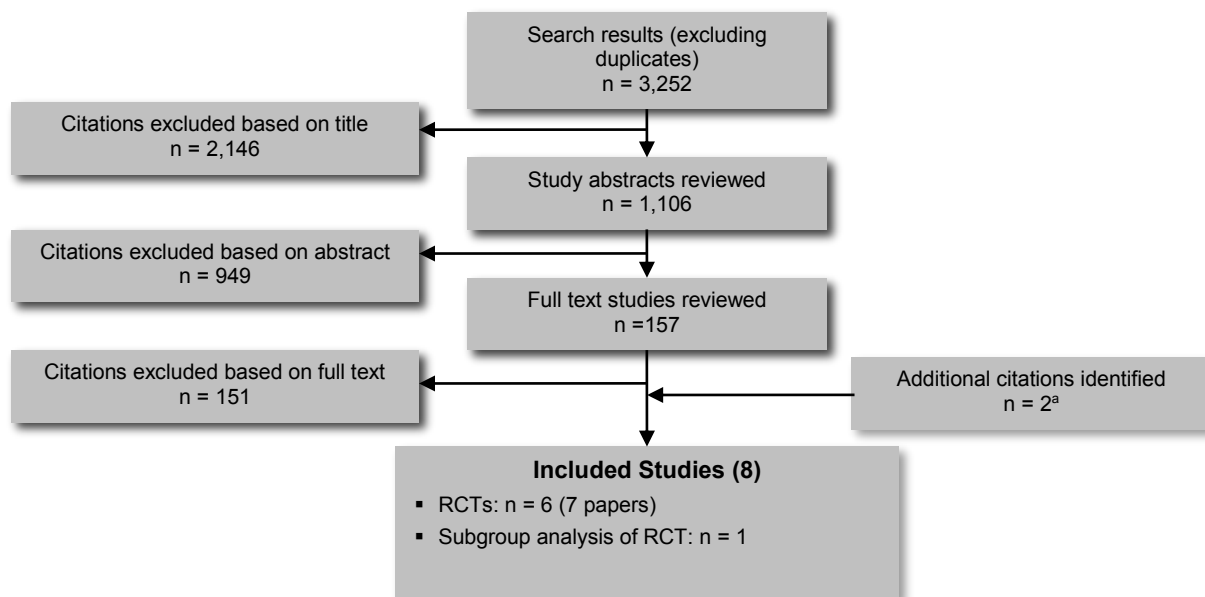 Search results (excluding
duplicates)
n = 3,252
Citations excluded based on title
n = 2,146
Study abstracts reviewed
n = 1,106
Citations excluded based on abstract
n = 949
Full text studies reviewed
n =157
Citations excluded based on full text
n = 151
Additional citations identified
n = 2ᵃ
Included Studies (8)
▪ RCTs: n = 6 (7 papers)
▪ Subgroup analysis of RCT: n = 1